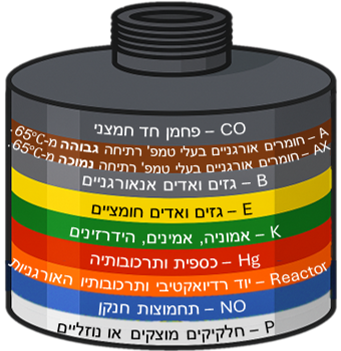 CO – פחמן חד חמצני
A – חומרים אורגניים בעלי טמפ' רתיחה גבוהה מ-65°C.
AX – חומרים אורגניים בעלי טמפ' רתיחה נמוכה מ-65°C.
B – גזים ואדים אנאורגניים
E – גזים ואדים חומציים
K – אמוניה, אמינים, הידרזינים
Hg – כספית ותרכובותיה
Reactor – יוד רדיואקטיבי ותרכובותיו האורגניות
NO – תחמוצות חנקן
P – חלקיקים מוצקים או נוזליים